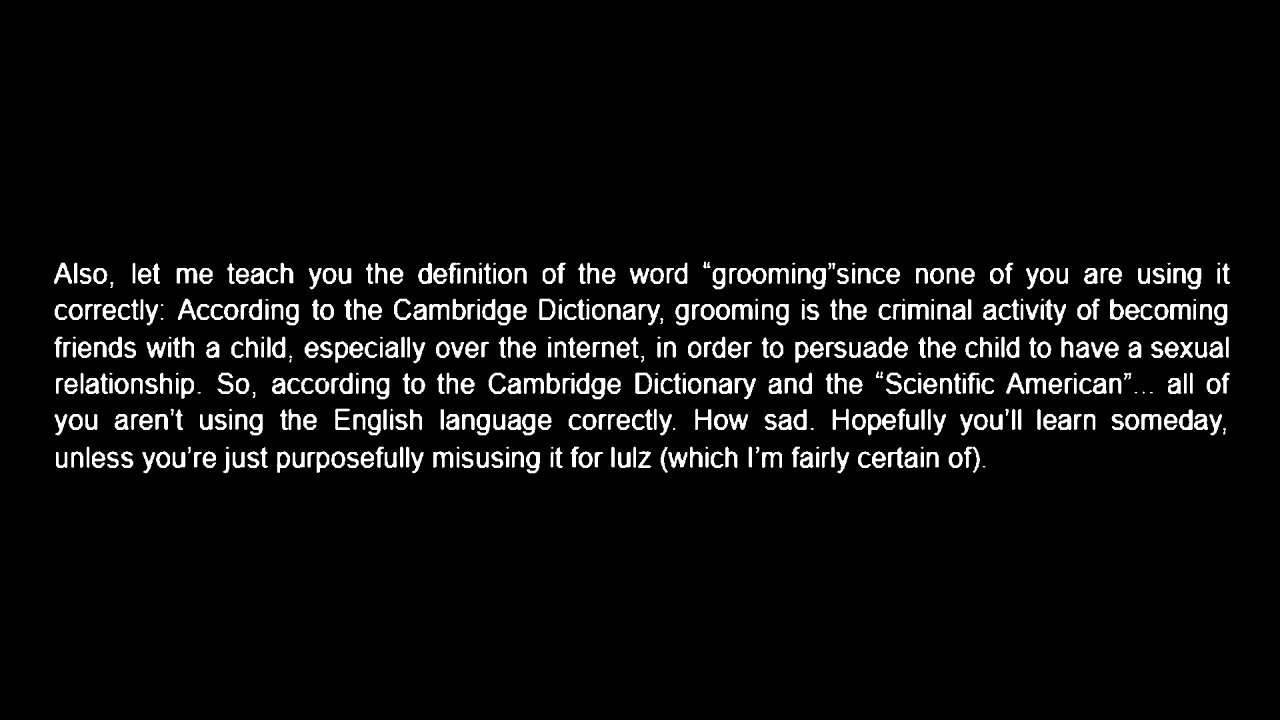 Also, let me teach you the definition of the word “grooming”since none of you are using it
correctly: According to the Cambridge Dictionary, grooming is the criminal activity of becoming
friends with a child, especially over the internet, in order to persuade the child to have a sexual
relationship. So, according to the Cambridge Dictionary and the “Scientific American”... all of
you aren’t using the English language correctly. How sad. Hopefully you’ll learn someday,
unless you’re just purposefully misusing it for lulz (which I’m fairly certain of).